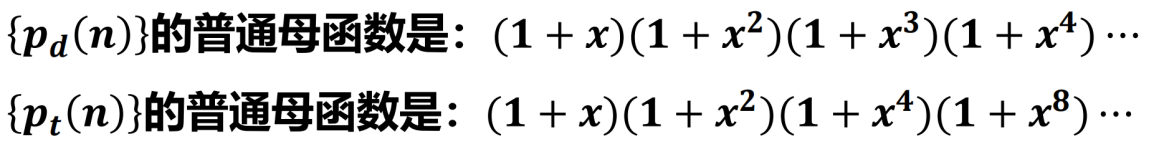 {p_d(n)}的普通母函数是：(1 + x)(1 + x²)(1 + x³)(1 + x⁴) ⋯
{p_t(n)}的普通母函数是：(1 + x)(1 + x²)(1 + x⁴)(1 + x⁸) ⋯